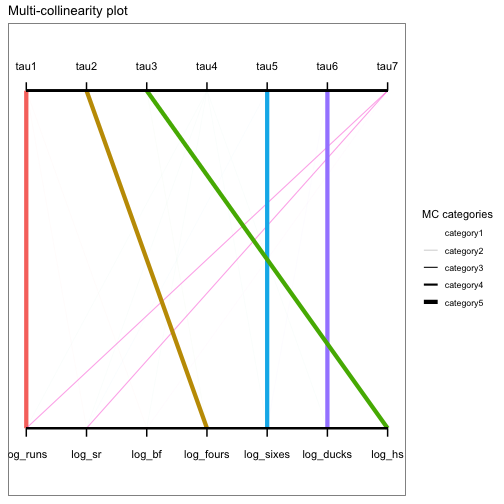 Multi-collinearity plot
tau1 tau2 tau3 tau4 tau5 tau6 tau7
MC categories
category1
category2
category3
category4
category5
og_runs log_sr log_bf log_fours log_sixes log_ducks log_hs